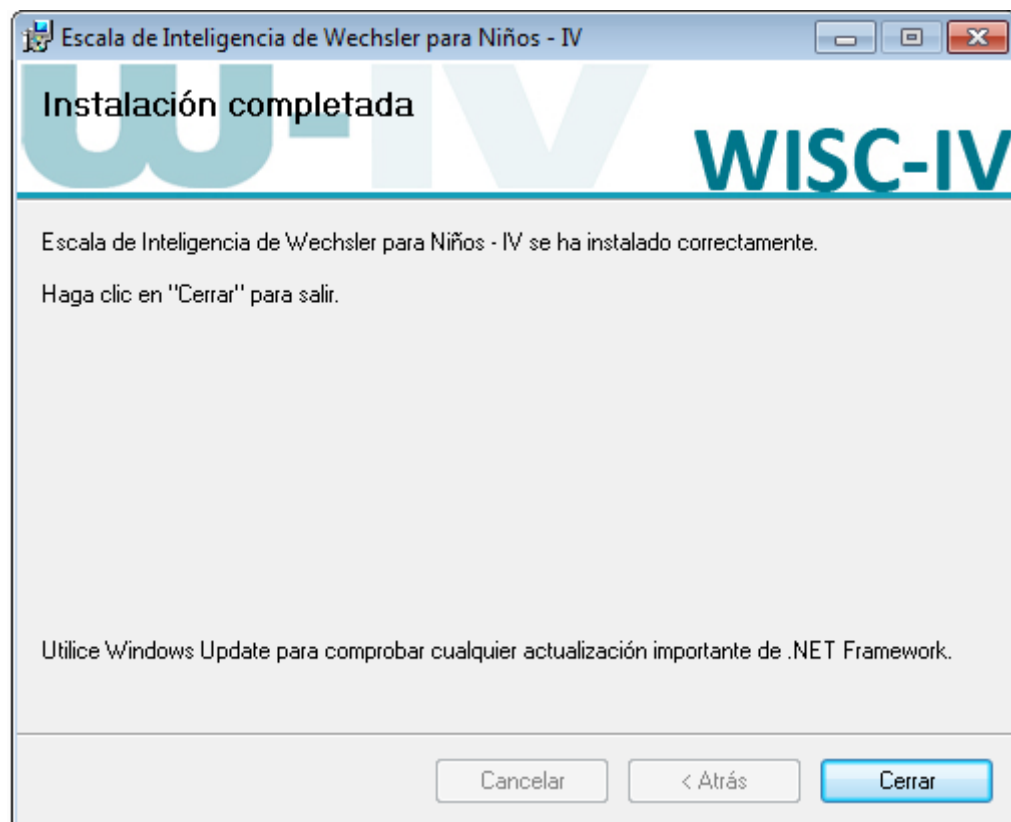 Escala de Inteligencia de Wechsler para Niños - IV
W-IV
Instalación completada
WISC-IV
Escala de Inteligencia de Wechsler para Niños - IV se ha instalado correctamente.
Haga clic en "Cerrar" para salir.
Utilice Windows Update para comprobar cualquier actualización importante de .NET Framework.
Cancelar
< Atrás
Cerrar